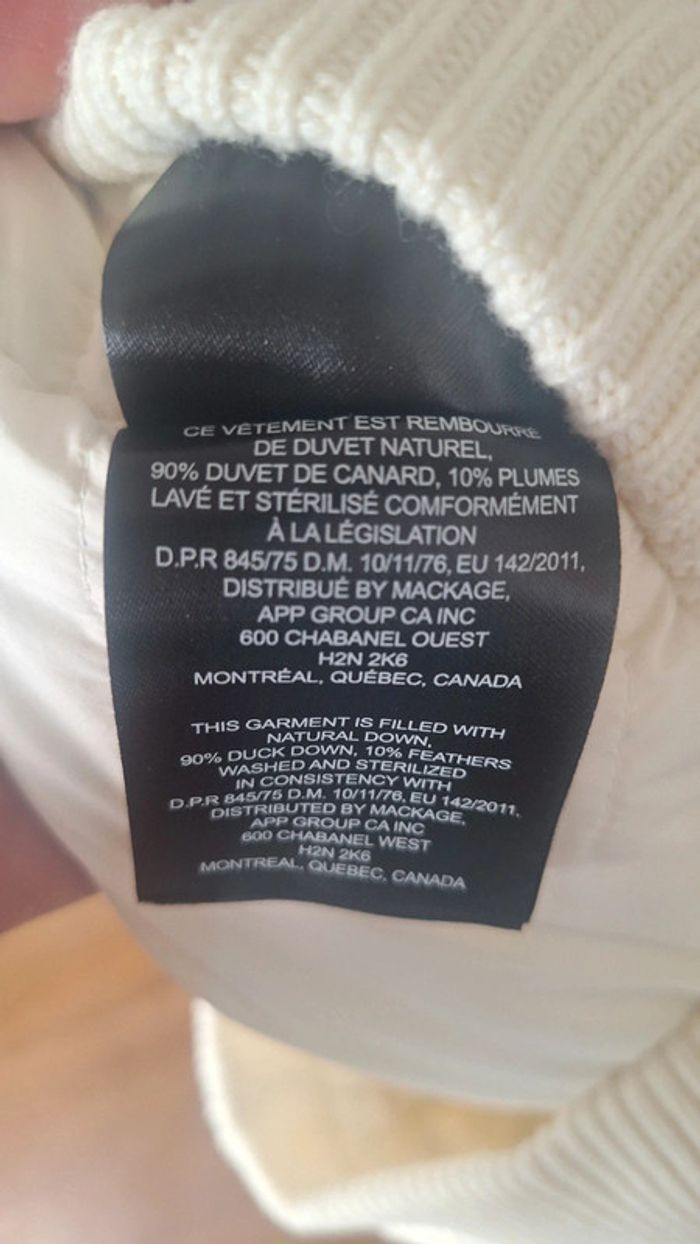 CE VÊTEMENT EST REMBOURRÉ
DE DUVET NATUREL,
90% DUVET DE CANARD, 10% PLUMES
LAVÉ ET STÉRILISÉ COMFORMÉMENT
À LA LÉGISLATION
D.P.R 845/75 D.M. 10/11/76, EU 142/2011,
DISTRIBUÉ BY MACKAGE,
APP GROUP CA INC
600 CHABANEL OUEST
H2N 2K6
MONTRÉAL, QUÉBEC, CANADA
THIS GARMENT IS FILLED WITH
NATURAL DOWN,
90% DUCK DOWN, 10% FEATHERS
WASHED AND STERILIZED
IN CONSISTENCY WITH
D.P.R 845/75 D.M. 10/11/76, EU 142/2011,
DISTRIBUTED BY MACKAGE,
APP GROUP CA INC
600 CHABANEL WEST
H2N 2K6
MONTREAL, QUEBEC, CANADA